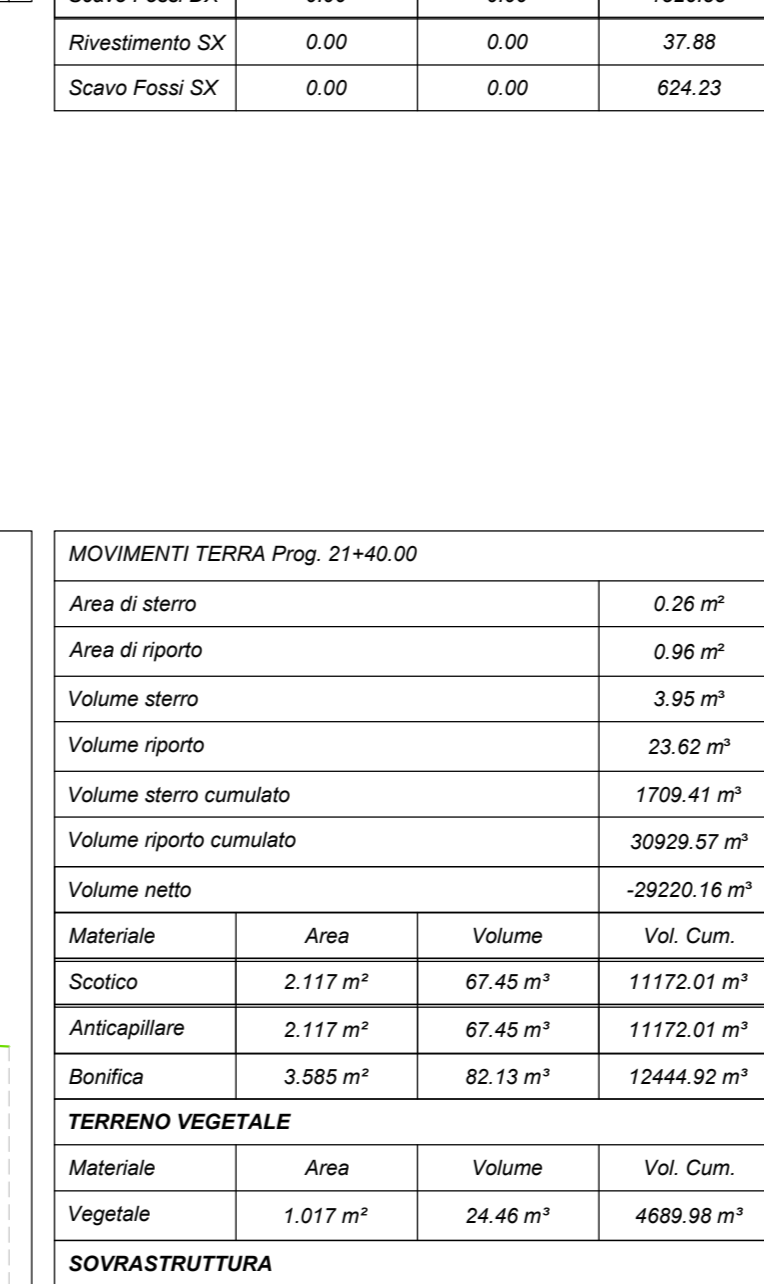 Rivestimento SX 0.00 0.00 37.88
Scavo Fossi SX 0.00 0.00 624.23
MOVIMENTI TERRA Prog. 21+40.00
Area di sterro 0.26 m²
Area di riporto 0.96 m²
Volume sterro 3.95 m³
Volume riporto 23.62 m³
Volume sterro cumulato 1709.41 m³
Volume riporto cumulato 30929.57 m³
Volume netto -29220.16 m³
Materiale Area Volume Vol. Cum.
Scotico 2.117 m² 67.45 m³ 11172.01 m³
Anticapillare 2.117 m² 67.45 m³ 11172.01 m³
Bonifica 3.585 m² 82.13 m³ 12444.92 m³
TERRENO VEGETALE
Materiale Area Volume Vol. Cum.
Vegetale 1.017 m² 24.46 m³ 4689.98 m³
SOVRASTRUTTURA